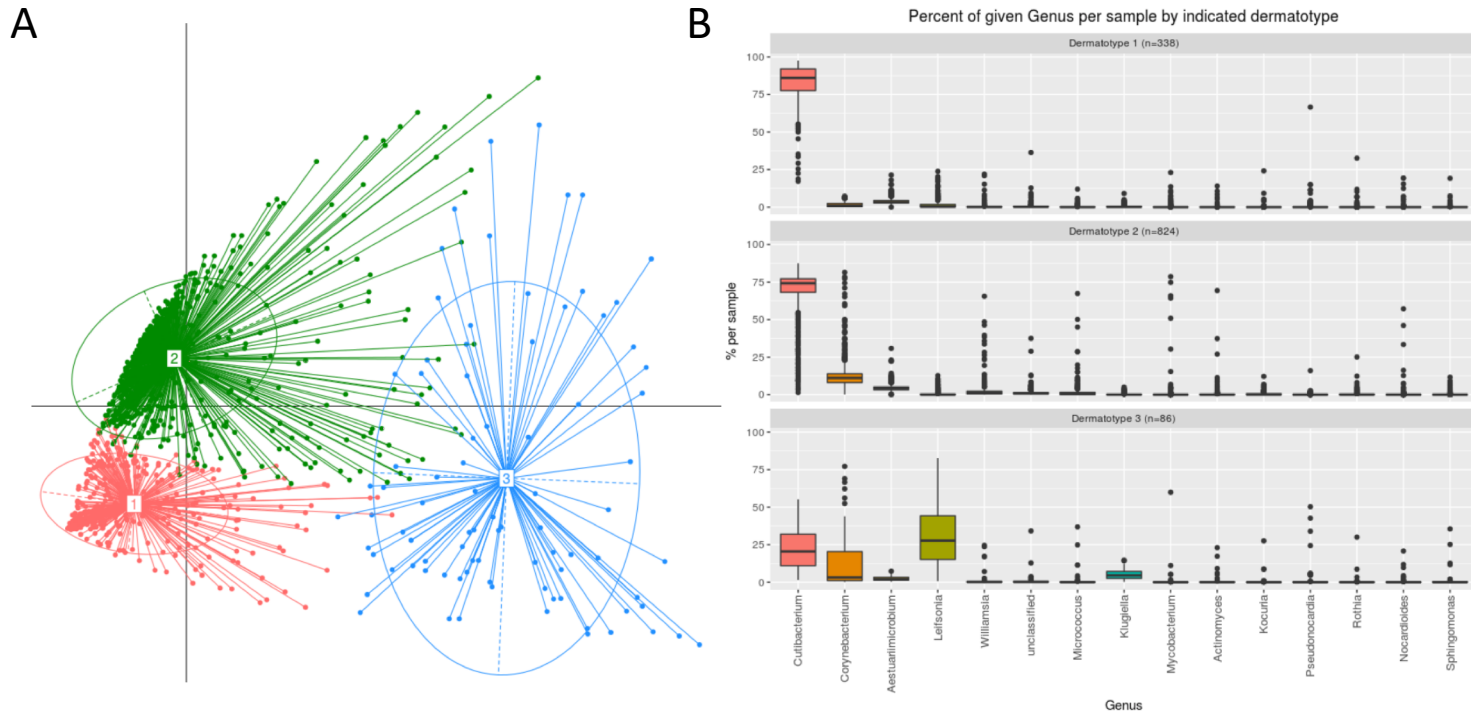 A
B
Percent of given Genus per sample by indicated dermatotype
Dermatotype 1 (n=338)
100
75
50
25
0
Dermatotype 2 (n=824)
100
75
50
25
0
Dermatotype 3 (n=86)
100
75
50
25
0
% per sample
2
1
3
Cutibacterium
Corynebacterium
Aestuariimicrobium
Leifsonia
Williamsia
unclassified
Micrococcus
Klugiella
Mycobacterium
Actinomyces
Kocuria
Pseudonocardia
Rothia
Nocardioides
Sphingomonas
Genus